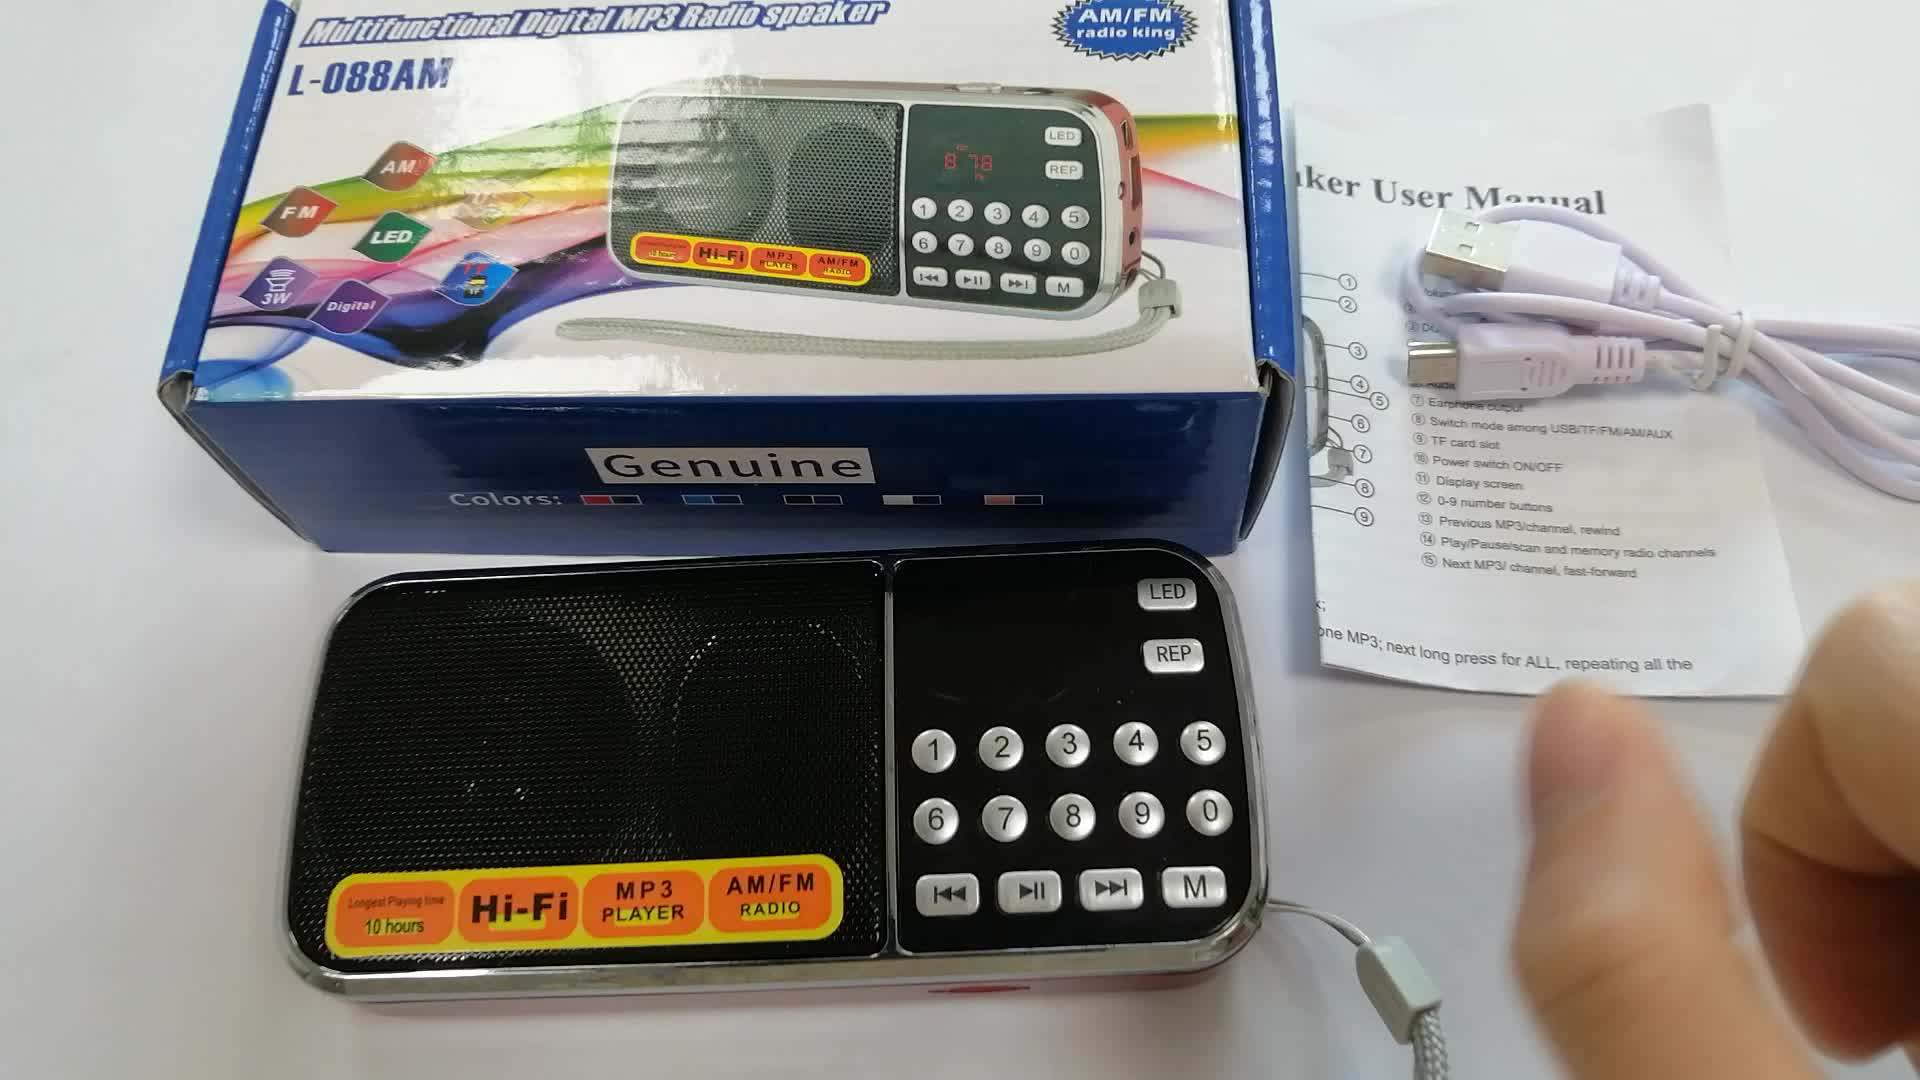 Multifunctional Digital MP3 Radio speaker
AM/FM
radio king
L-088AM
AM
FM
LED
3W
Digital
TF
LED
REP
8 78
1 2 3 4 5
6 7 8 9 0
M
10 hours
Hi-Fi
MP3
PLAYER
AM/FM
RADIO
Genuine
Colors:
ker User Manual
① 
②
③
④
⑤
⑥
⑦
⑧
⑨
⑦ Earphone output
⑧ Switch mode among USB/TF/FM/AM/AUX
⑨ TF card slot
⑩ Power switch ON/OFF
⑪ Display screen
⑫ 0-9 number buttons
⑬ Previous MP3/channel, rewind
⑭ Play/Pause/scan and memory radio channels
⑮ Next MP3/ channel, fast-forward
one MP3; next long press for ALL, repeating all the
LED
REP
1 2 3 4 5
6 7 8 9 0
M
Longest Playing time
10 hours
Hi-Fi
MP3
PLAYER
AM/FM
RADIO